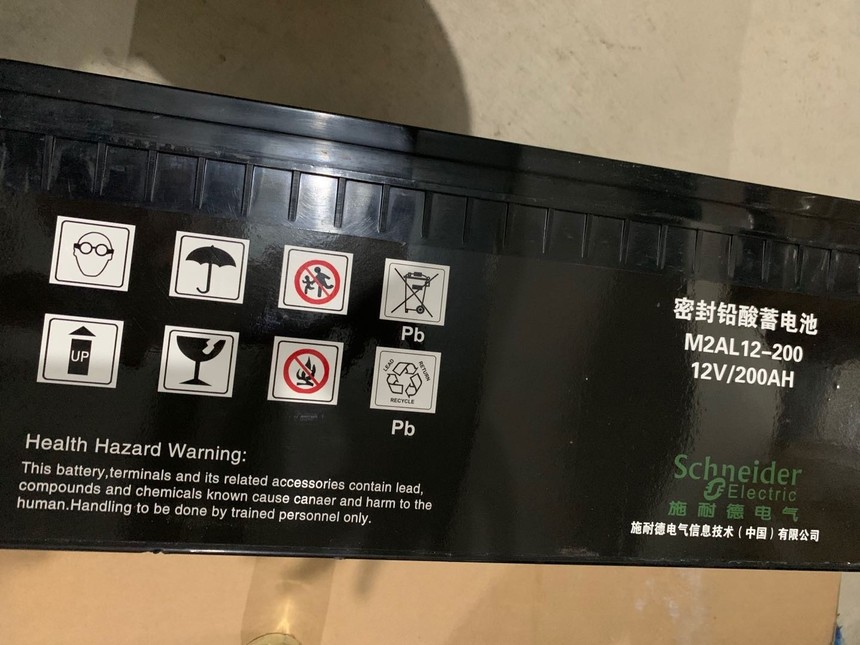 Pb
UP
LEAD
RETURN
RECYCLE
Pb
Health Hazard Warning:
This battery,terminals and its related accessories contain lead,
compounds and chemicals known cause canaer and harm to the
human.Handling to be done by trained personnel only.
密封铅酸蓄电池
M2AL12-200
12V/200AH
Schneider
Electric
施耐德电气
施耐德电气信息技术（中国）有限公司